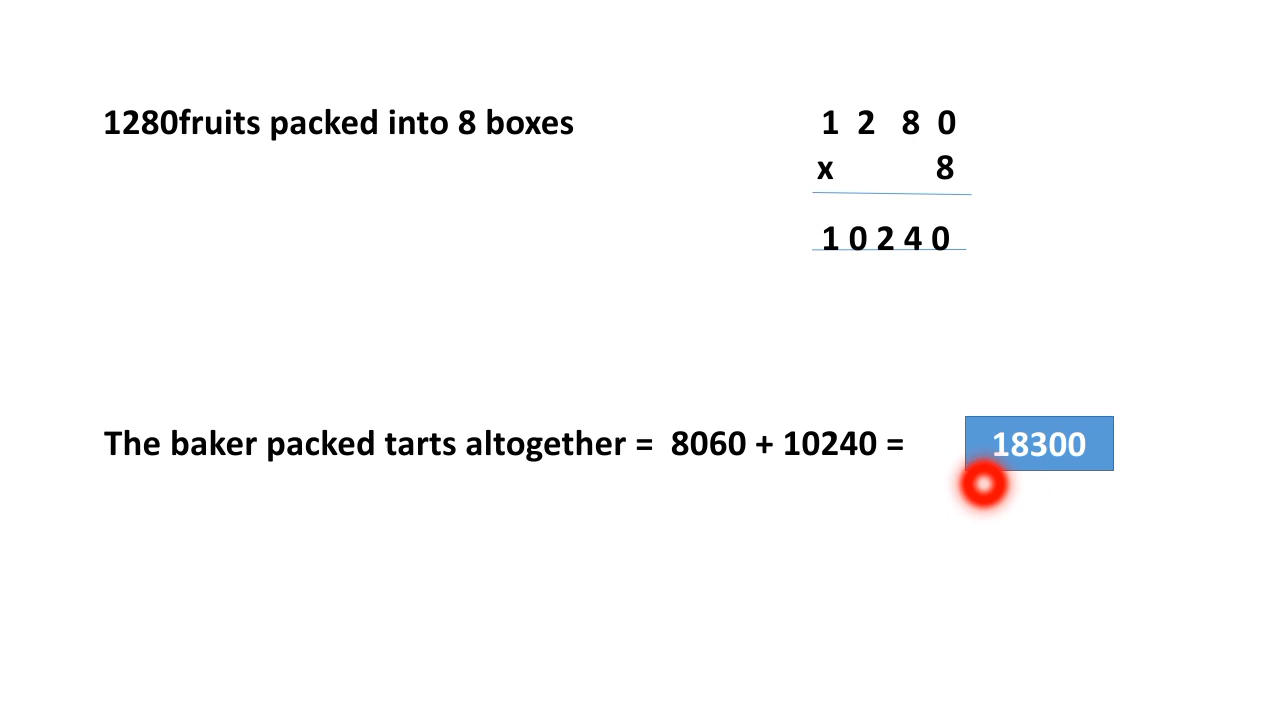 1280fruits packed into 8 boxes
1 2 8 0
x 8
1 0 2 4 0
The baker packed tarts altogether = 8060 + 10240 = 18300